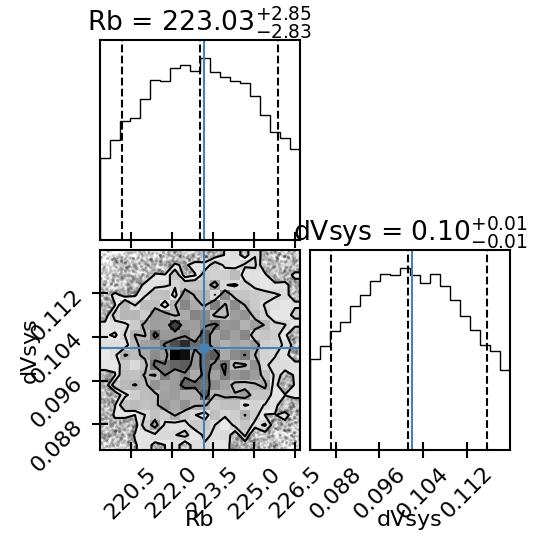 Rb = 223.03+2.85 −2.83
dVsys = 0.10+0.01 −0.01
dVsys
0.112
0.104
0.096
0.088
220.5 222.0 223.5 225.0 226.5
Rb
0.088 0.096 0.104 0.112
dVsys